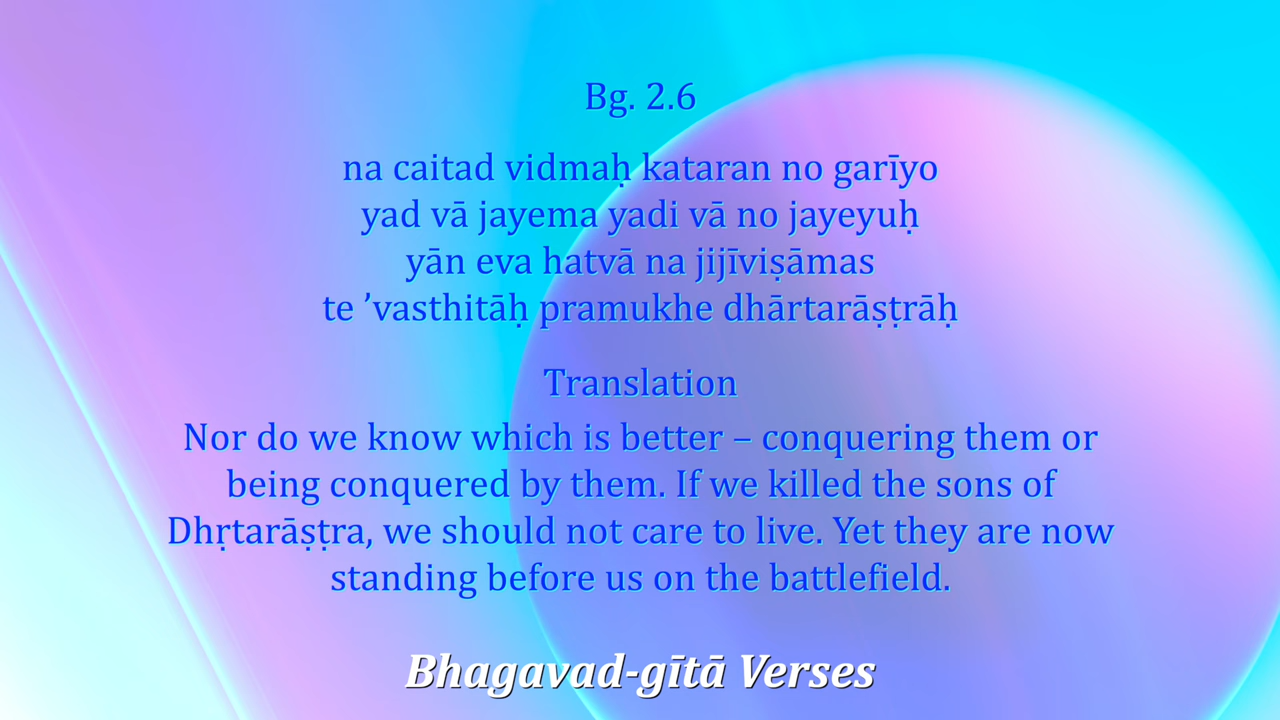 Bg. 2.6
na caitad vidmaḥ kataran no garīyo
yad vā jayema yadi vā no jayeyuḥ
yān eva hatvā na jijīviṣāmas
te ’vasthitāḥ pramukhe dhārtarāṣṭrāḥ
Translation
Nor do we know which is better – conquering them or
being conquered by them. If we killed the sons of
Dhṛtarāṣṭra, we should not care to live. Yet they are now
standing before us on the battlefield.
Bhagavad-gītā Verses